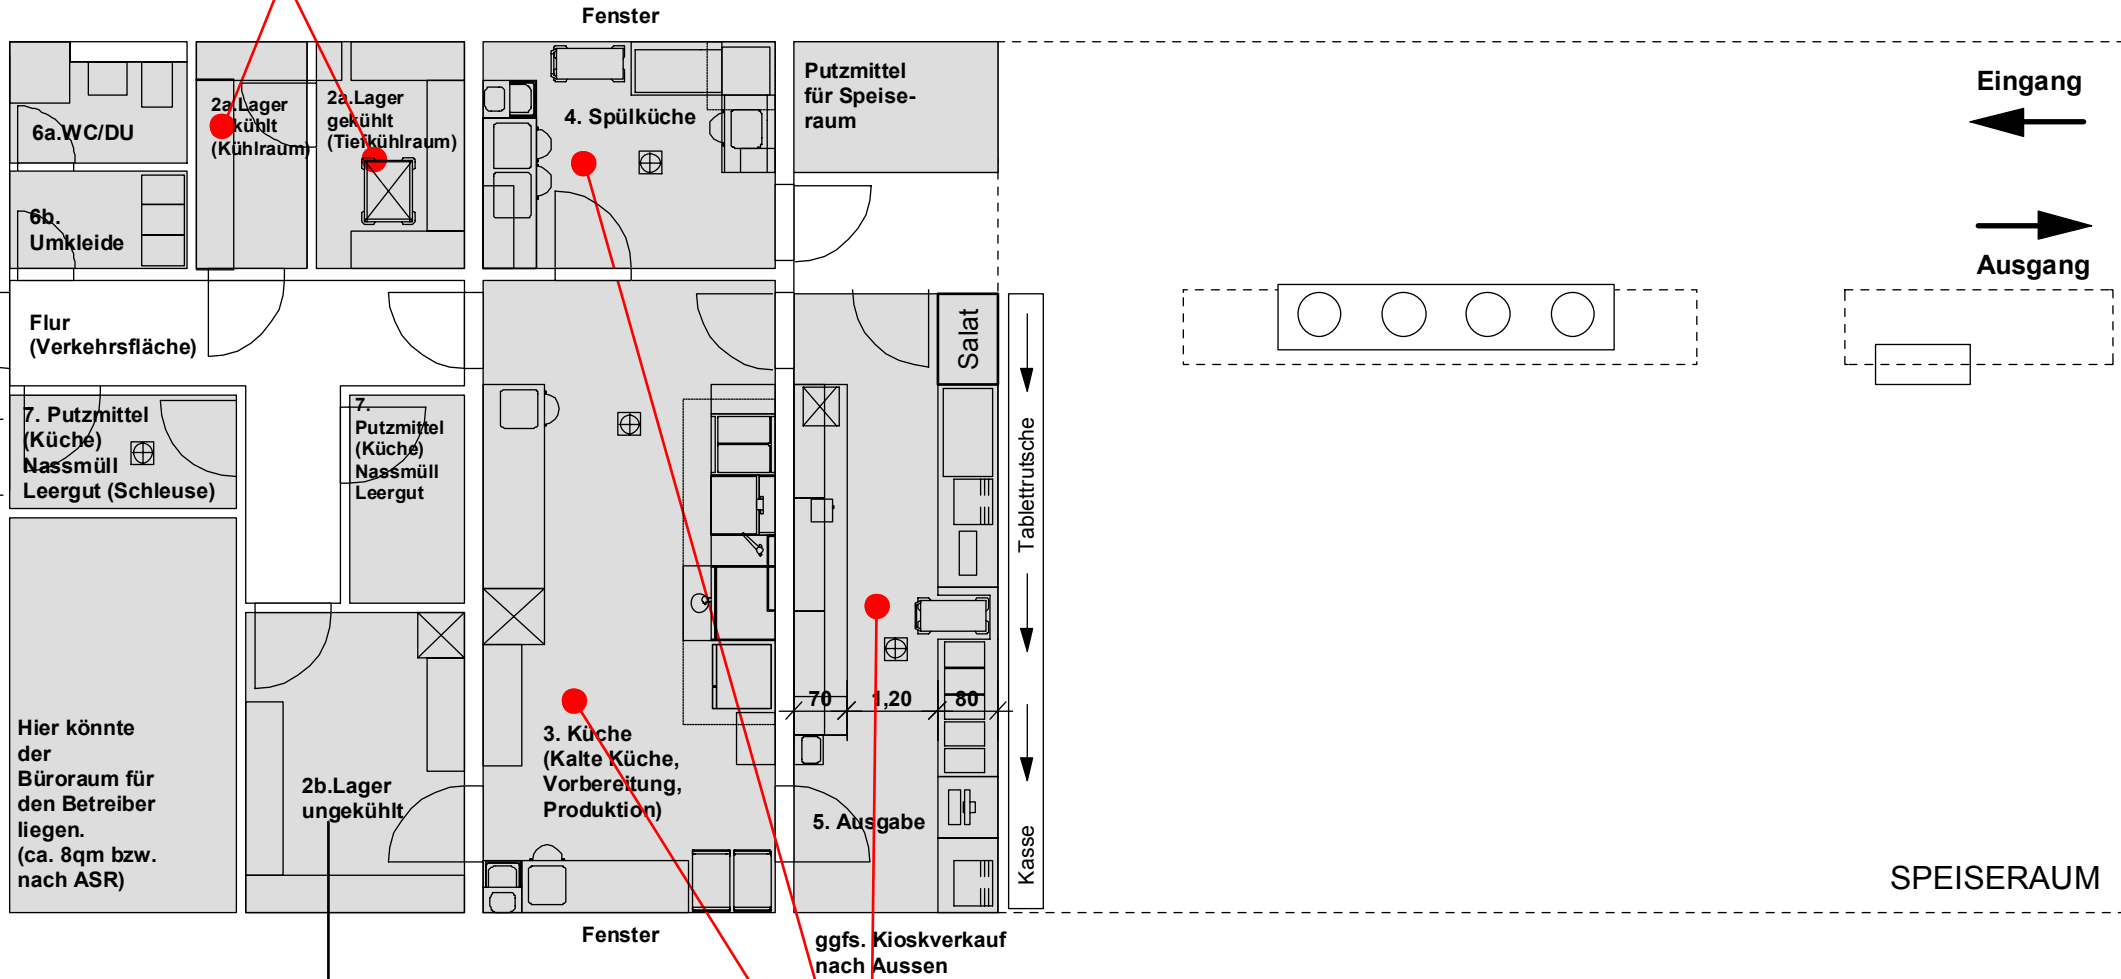 Fenster
Putzmittel
für Speise-
raum
Eingang
2a.Lager
gekühlt
(Kühlraum)
2a.Lager
gekühlt
(Tiefkühlraum)
4. Spülküche
6a.WC/DU
6b.
Umkleide
Ausgang
Flur
(Verkehrsfläche)
Salat
7. Putzmittel
(Küche)
Nassmüll
Leergut (Schleuse)
7.
Putzmittel
(Küche)
Nassmüll
Leergut
Tablettrutsche
70
1,20
80
Hier könnte
der
Büroraum für
den Betreiber
liegen.
(ca. 8qm bzw.
nach ASR)
2b.Lager
ungekühlt
3. Küche
(Kalte Küche,
Vorbereitung,
Produktion)
5. Ausgabe
Kasse
SPEISERAUM
Fenster
ggfs. Kioskverkauf
nach Aussen